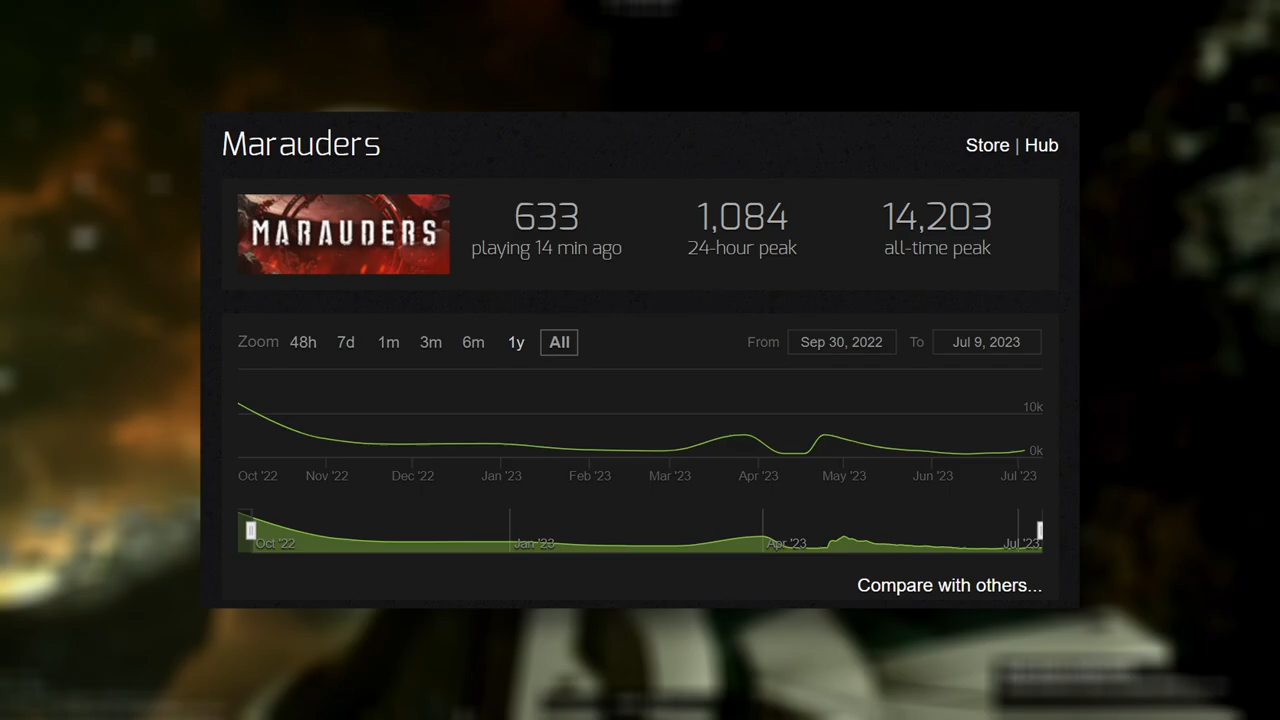 Marauders
Store | Hub
MARAUDERS
633
playing 14 min ago
1,084
24-hour peak
14,203
all-time peak
Zoom 48h 7d 1m 3m 6m 1y All
From Sep 30, 2022 To Jul 9, 2023
10k
0k
Oct '22 Nov '22 Dec '22 Jan '23 Feb '23 Mar '23 Apr '23 May '23 Jun '23 Jul '23
Oct '22 Jan '23 Apr '23 Jul '23
Compare with others...